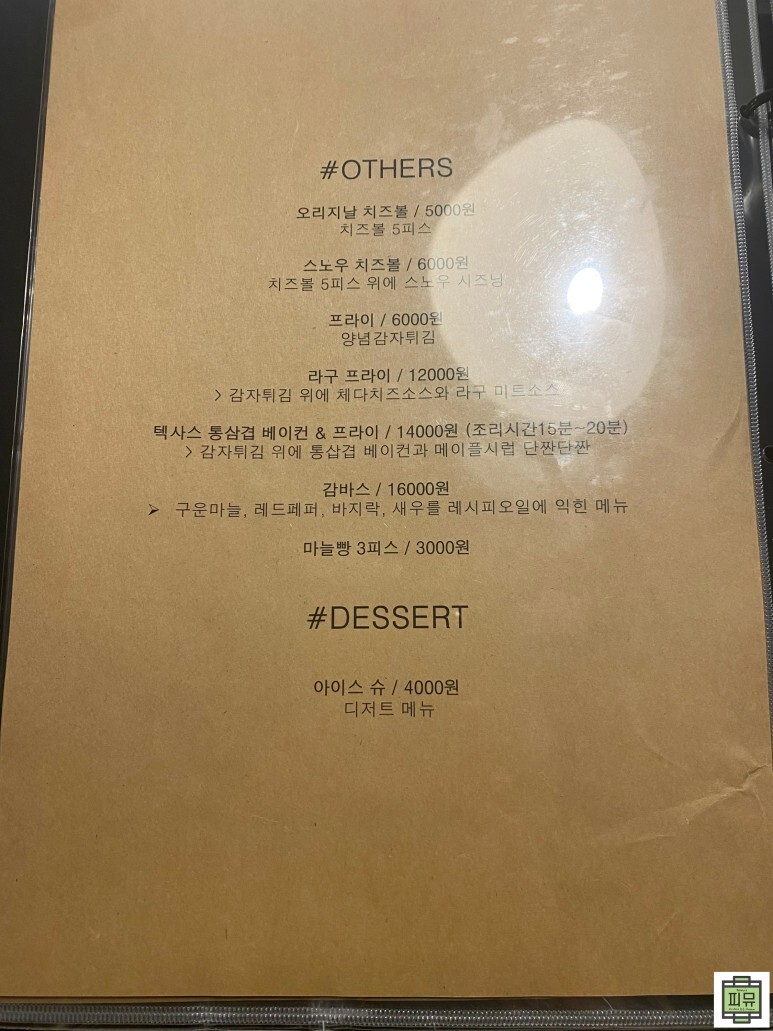 #OTHERS
오리지날 치즈볼 / 5000원
치즈볼 5피스
스노우 치즈볼 / 6000원
치즈볼 5피스 위에 스노우 시즈닝
프라이 / 6000원
양념감자튀김
라구 프라이 / 12000원
> 감자튀김 위에 체다치즈소스와 라구 미트소스
텍사스 통삼겹 베이컨 & 프라이 / 14000원 (조리시간15분~20분)
> 감자튀김 위에 통삽겹 베이컨과 메이플시럽 단짠단짠
감바스 / 16000원
➢ 구운마늘, 레드페퍼, 바지락, 새우를 레시피오일에 익힌 메뉴
마늘빵 3피스 / 3000원
#DESSERT
아이스 슈 / 4000원
디저트 메뉴
피뮤